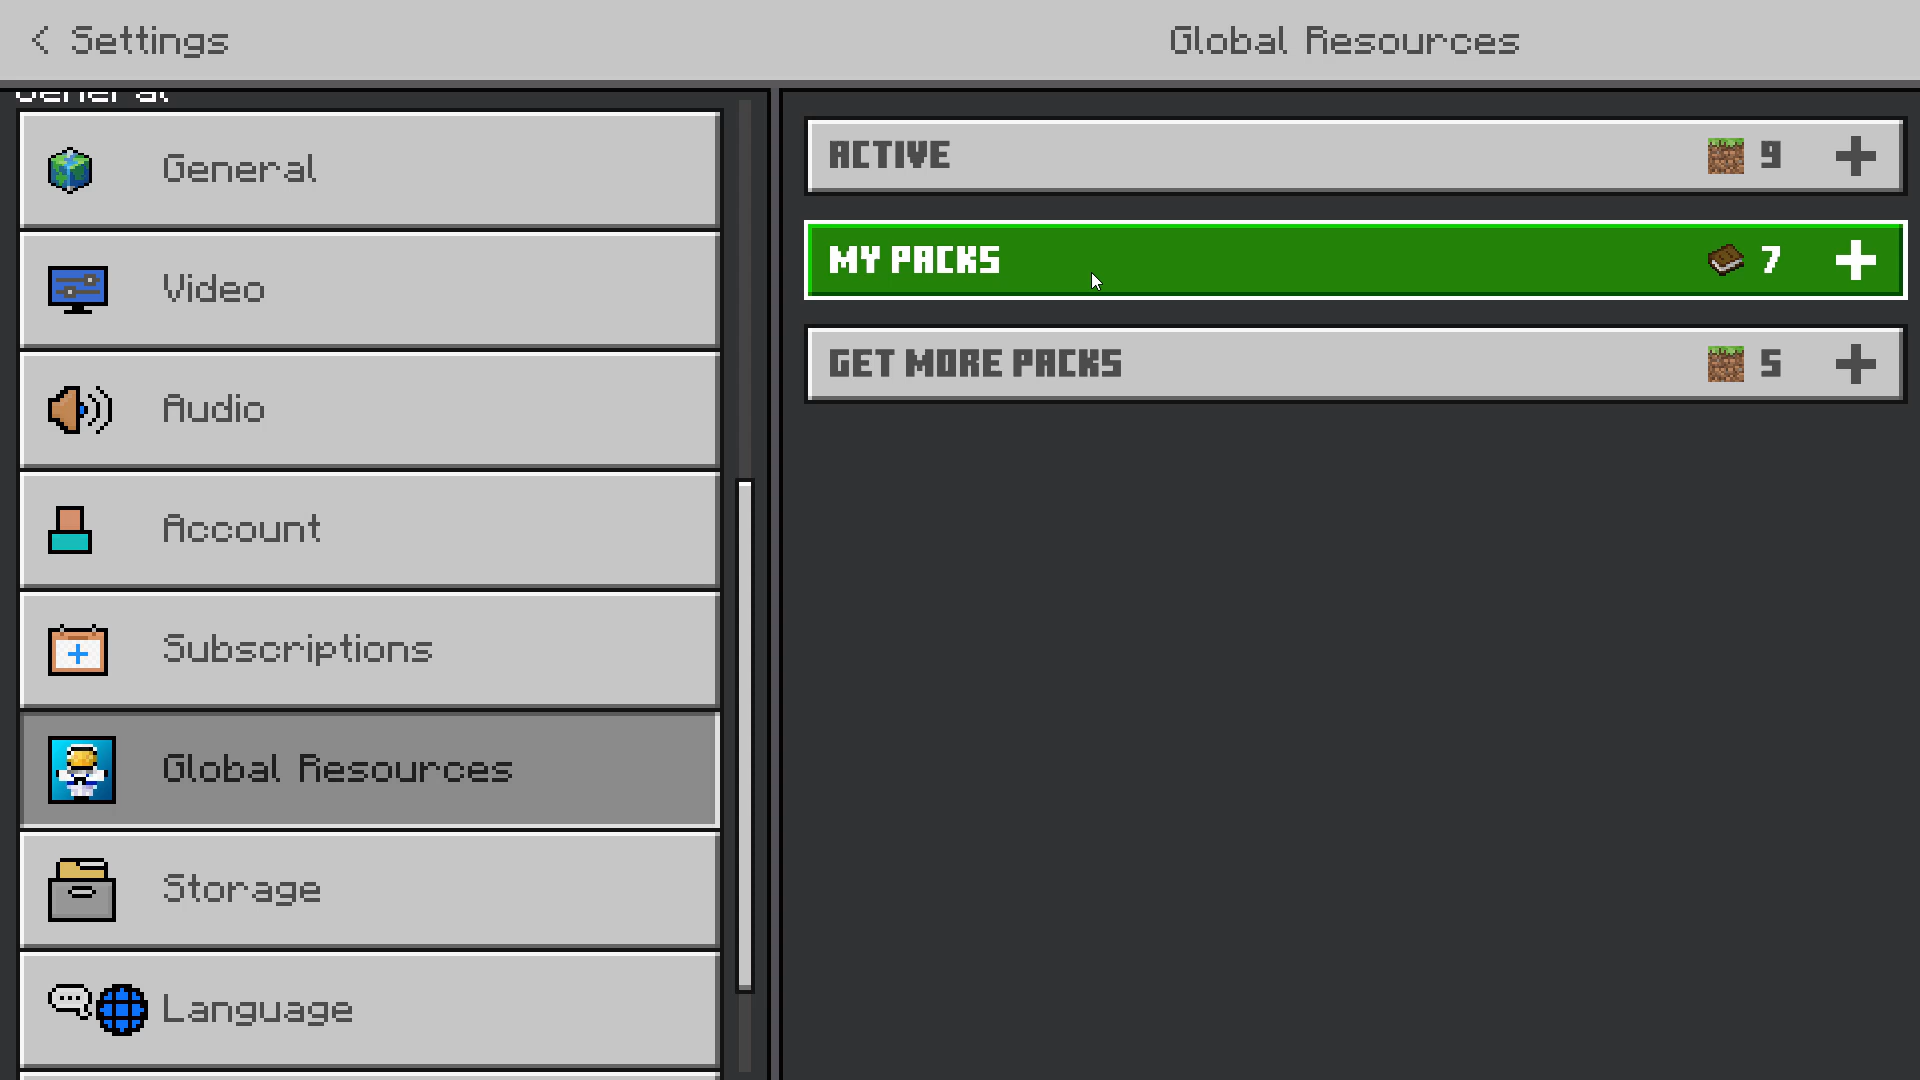 Settings
Global Resources
General
General
Video
Audio
Account
Subscriptions
Global Resources
Storage
Language
ACTIVE 9
MY PACKS 7
GET MORE PACKS 5